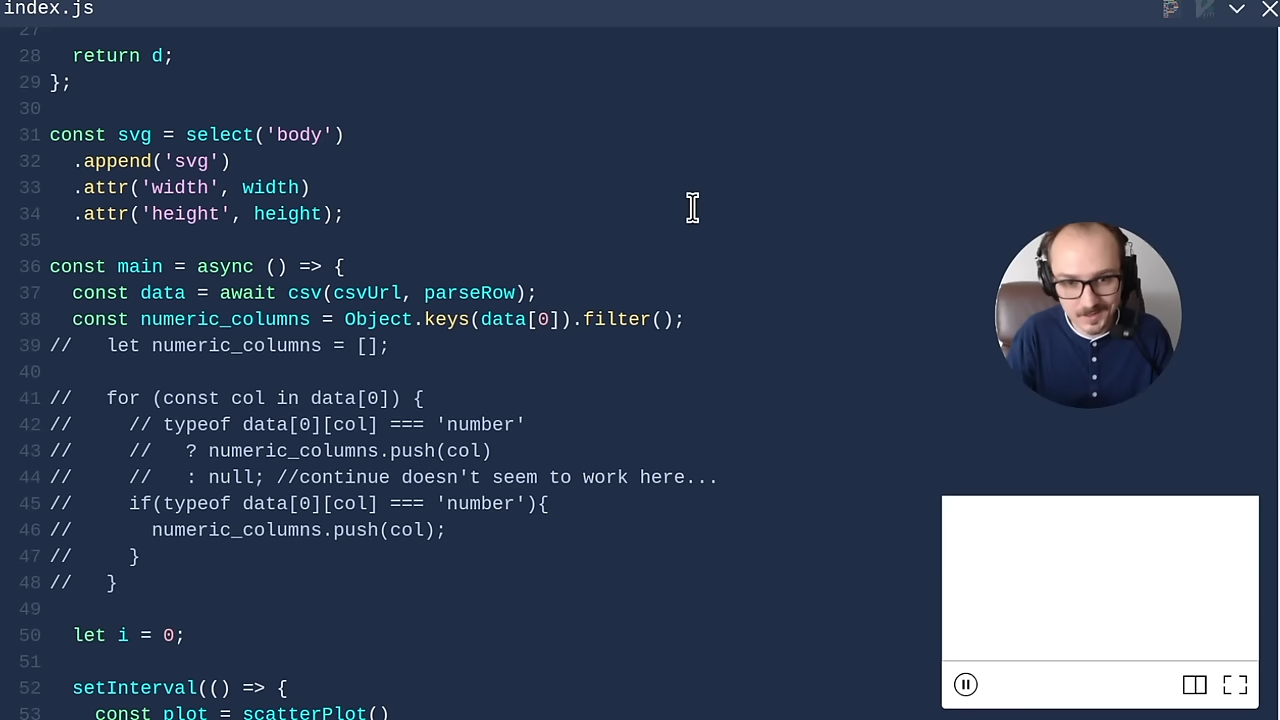 index.js
27
28   return d;
29 };
30
31 const svg = select('body')
32   .append('svg')
33   .attr('width', width)
34   .attr('height', height);
35
36 const main = async () => {
37   const data = await csv(csvUrl, parseRow);
38   const numeric_columns = Object.keys(data[0]).filter();
39 //   let numeric_columns = [];
40
41 //   for (const col in data[0]) {
42 //     // typeof data[0][col] === 'number'
43 //     //   ? numeric_columns.push(col)
44 //     //   : null; //continue doesn't seem to work here...
45 //     if(typeof data[0][col] === 'number'){
46 //       numeric_columns.push(col);
47 //     }
48 //   }
49
50   let i = 0;
51
52   setInterval(() => {
53     const plot = scatterPlot()